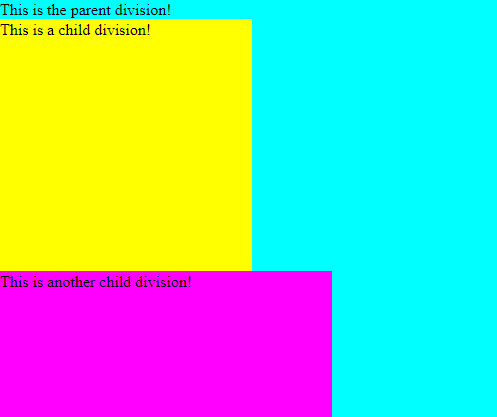 This is the parent division!
This is a child division!
This is another child division!